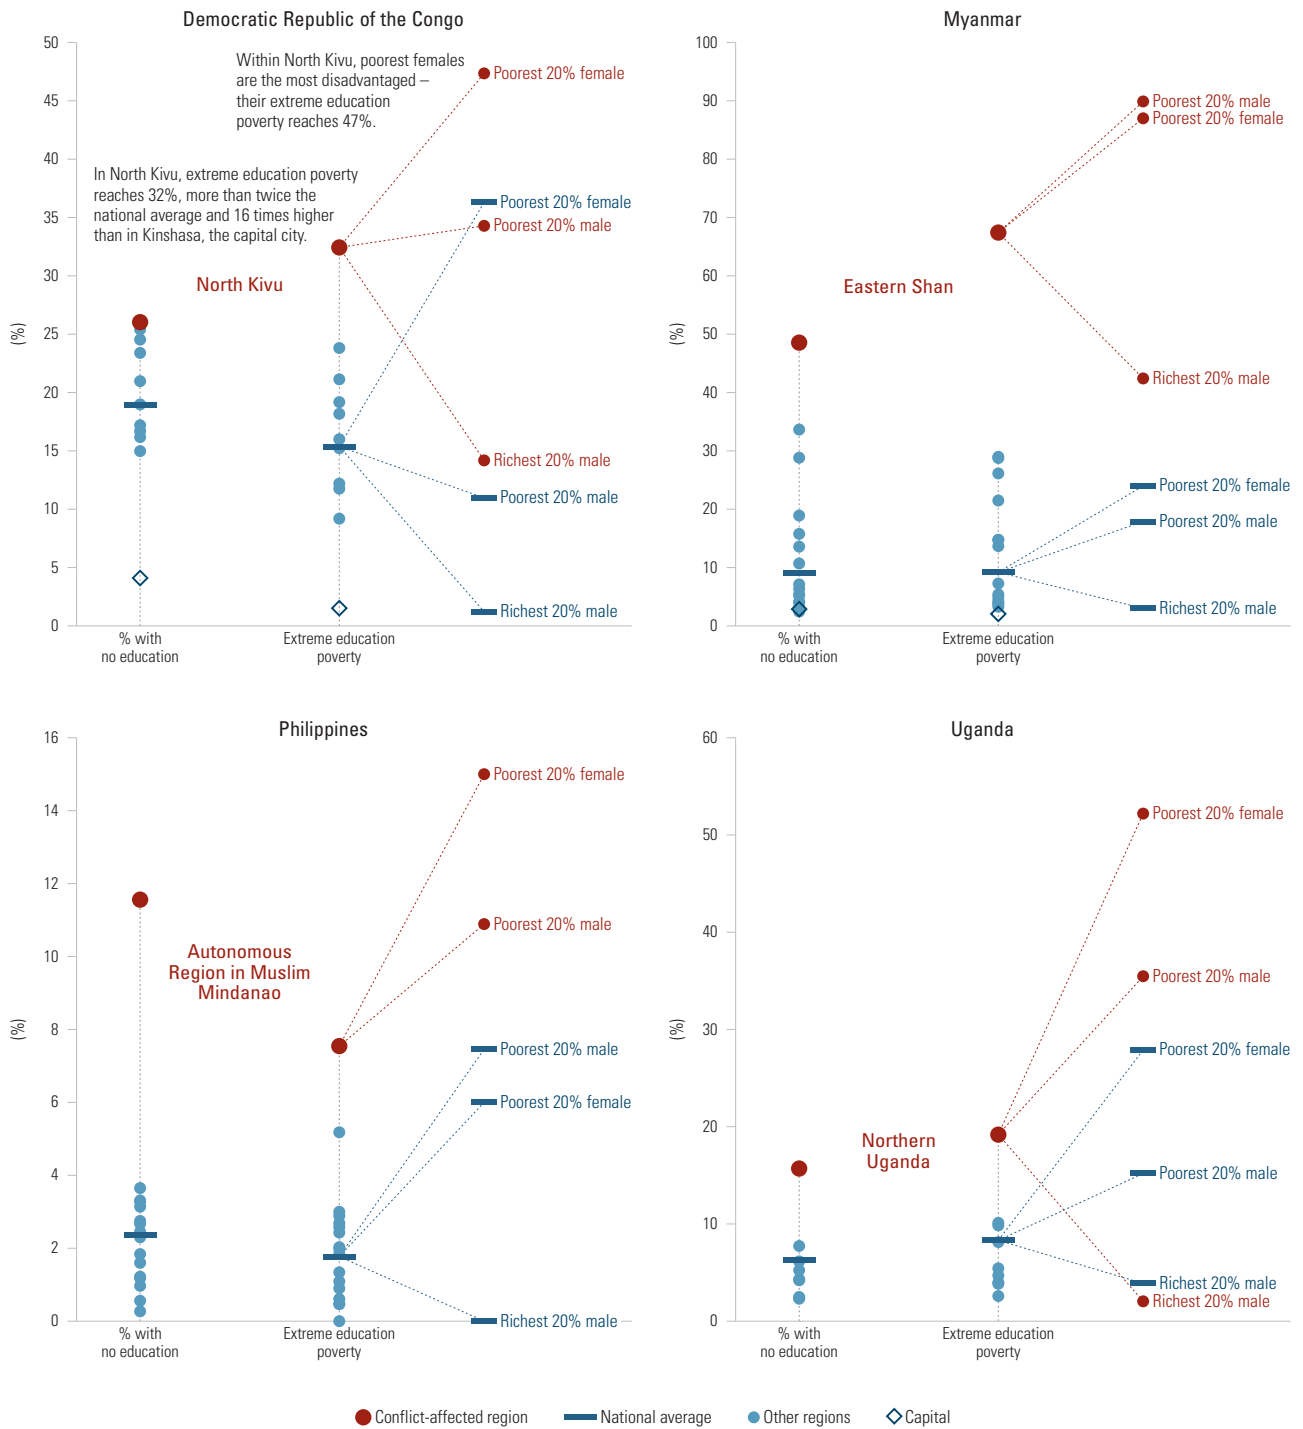 Democratic Republic of the Congo
50
45
40
35
30
25
20
15
10
5
0
(%)
Within North Kivu, poorest females
are the most disadvantaged –
their extreme education
poverty reaches 47%.
In North Kivu, extreme education poverty
reaches 32%, more than twice the
national average and 16 times higher
than in Kinshasa, the capital city.
North Kivu
Poorest 20% female
Poorest 20% female
Poorest 20% male
Richest 20% male
Poorest 20% male
Richest 20% male
% with
no education
Extreme education
poverty
Myanmar
100
90
80
70
60
50
40
30
20
10
0
(%)
Eastern Shan
Poorest 20% male
Poorest 20% female
Richest 20% male
Poorest 20% female
Poorest 20% male
Richest 20% male
% with
no education
Extreme education
poverty
Philippines
16
14
12
10
8
6
4
2
0
(%)
Autonomous
Region in Muslim
Mindanao
Poorest 20% female
Poorest 20% male
Poorest 20% male
Poorest 20% female
Richest 20% male
% with
no education
Extreme education
poverty
Uganda
60
50
40
30
20
10
0
(%)
Northern
Uganda
Poorest 20% female
Poorest 20% male
Poorest 20% female
Poorest 20% male
Richest 20% male
Richest 20% male
% with
no education
Extreme education
poverty
Conflict-affected region
National average
Other regions
Capital